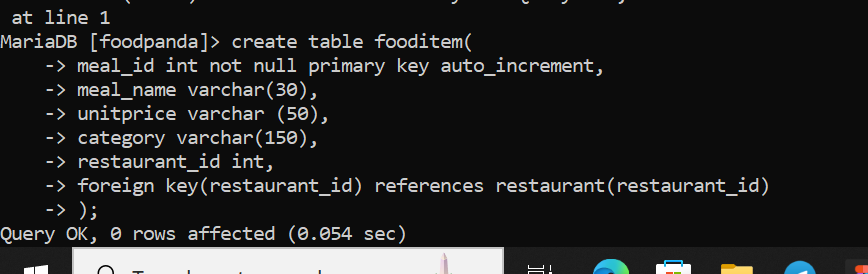 at line 1
MariaDB [foodpanda]> create table fooditem(
    -> meal_id int not null primary key auto_increment,
    -> meal_name varchar(30),
    -> unitprice varchar (50),
    -> category varchar(150),
    -> restaurant_id int,
    -> foreign key(restaurant_id) references restaurant(restaurant_id)
    -> );
Query OK, 0 rows affected (0.054 sec)